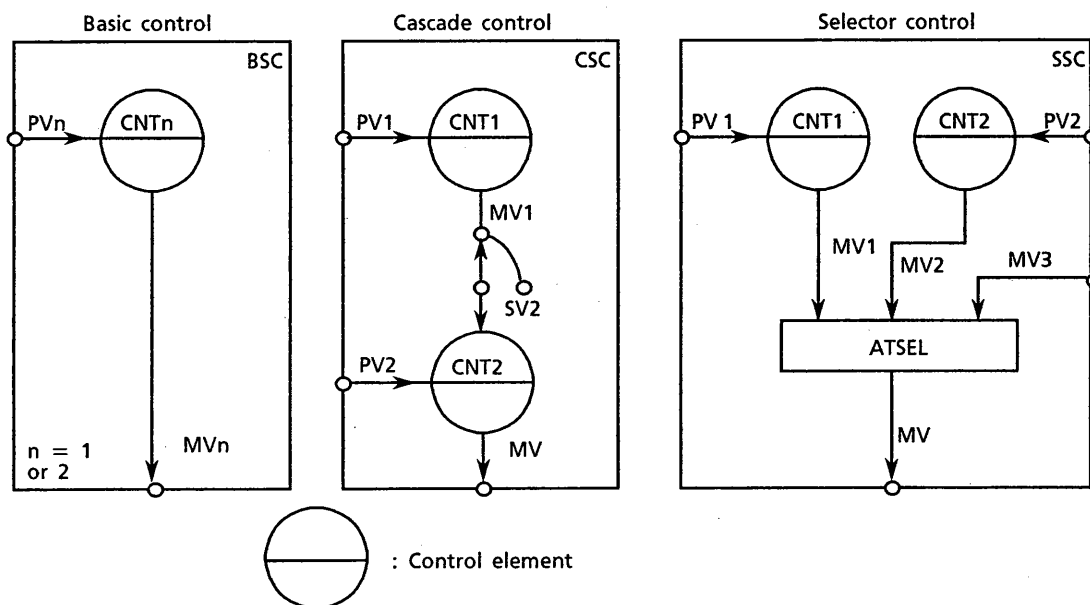 Basic control
BSC
PVn
CNTn
MVn
n = 1
or 2
Cascade control
CSC
PV1
CNT1
MV1
SV2
PV2
CNT2
MV
Selector control
SSC
PV 1
CNT1
CNT2
PV2
MV1
MV2
MV3
ATSEL
MV
: Control element